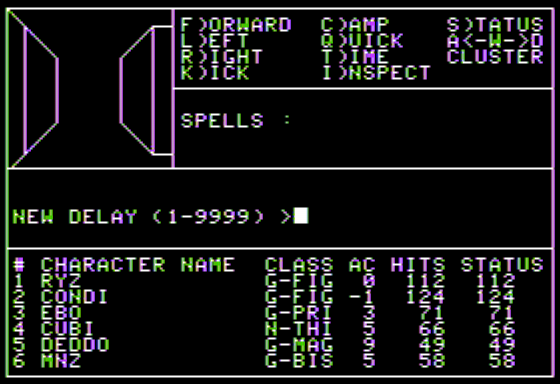 F)ORWARD C)AMP S)TATUS
L)EFT Q)UICK A<-W->D
R)IGHT T)IME CLUSTER
K)ICK I)NSPECT
SPELLS :
NEW DELAY (1-9999) >
# CHARACTER NAME CLASS AC HITS STATUS
1 RYZ G-FIG 0 112 112
2 CONDI G-FIG -1 124 124
3 EBO G-PRI 3 71 71
4 CUBI N-THI 5 66 66
5 DEDDO G-MAG 9 49 49
6 MNZ G-BIS 5 58 58